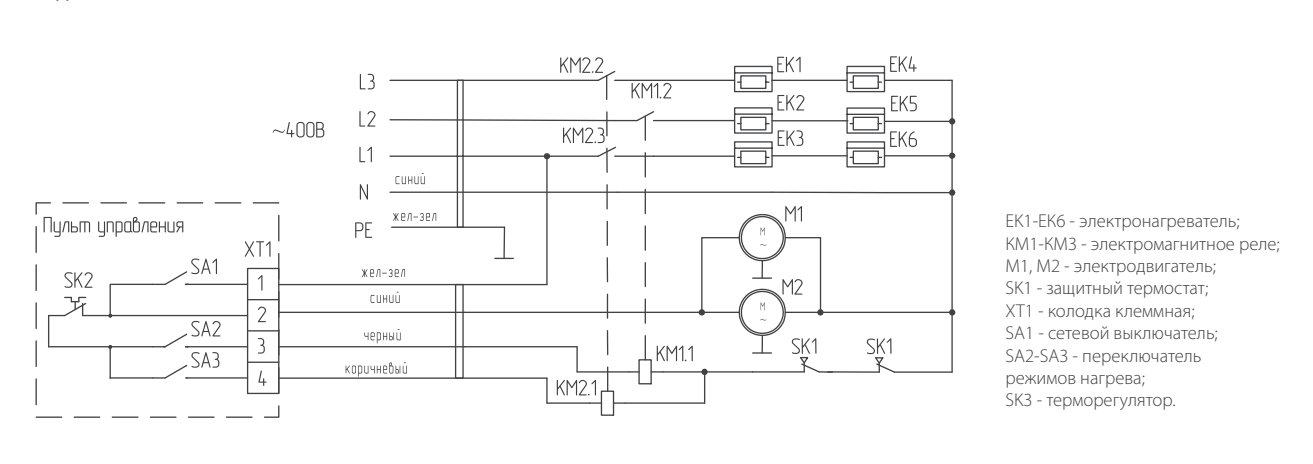 KM2.2
EK1
EK4
L3
KM1.2
EK2
EK5
L2
~400В
KM2.3
EK3
EK6
L1
синий
N
жел-зел
PE
Пульт управления
XT1
M1
M
~
SA1
1
жел-зел
SK2
синий
2
M2
M
~
SA2
3
черный
KM1.1
SK1
SK1
SA3
4
коричневый
KM2.1
EK1-EK6 - электронагреватель;
KM1-KM3 - электромагнитное реле;
M1, M2 - электродвигатель;
SK1 - защитный термостат;
XT1 - колодка клеммная;
SA1 - сетевой выключатель;
SA2-SA3 - переключатель
режимов нагрева;
SK3 - терморегулятор.